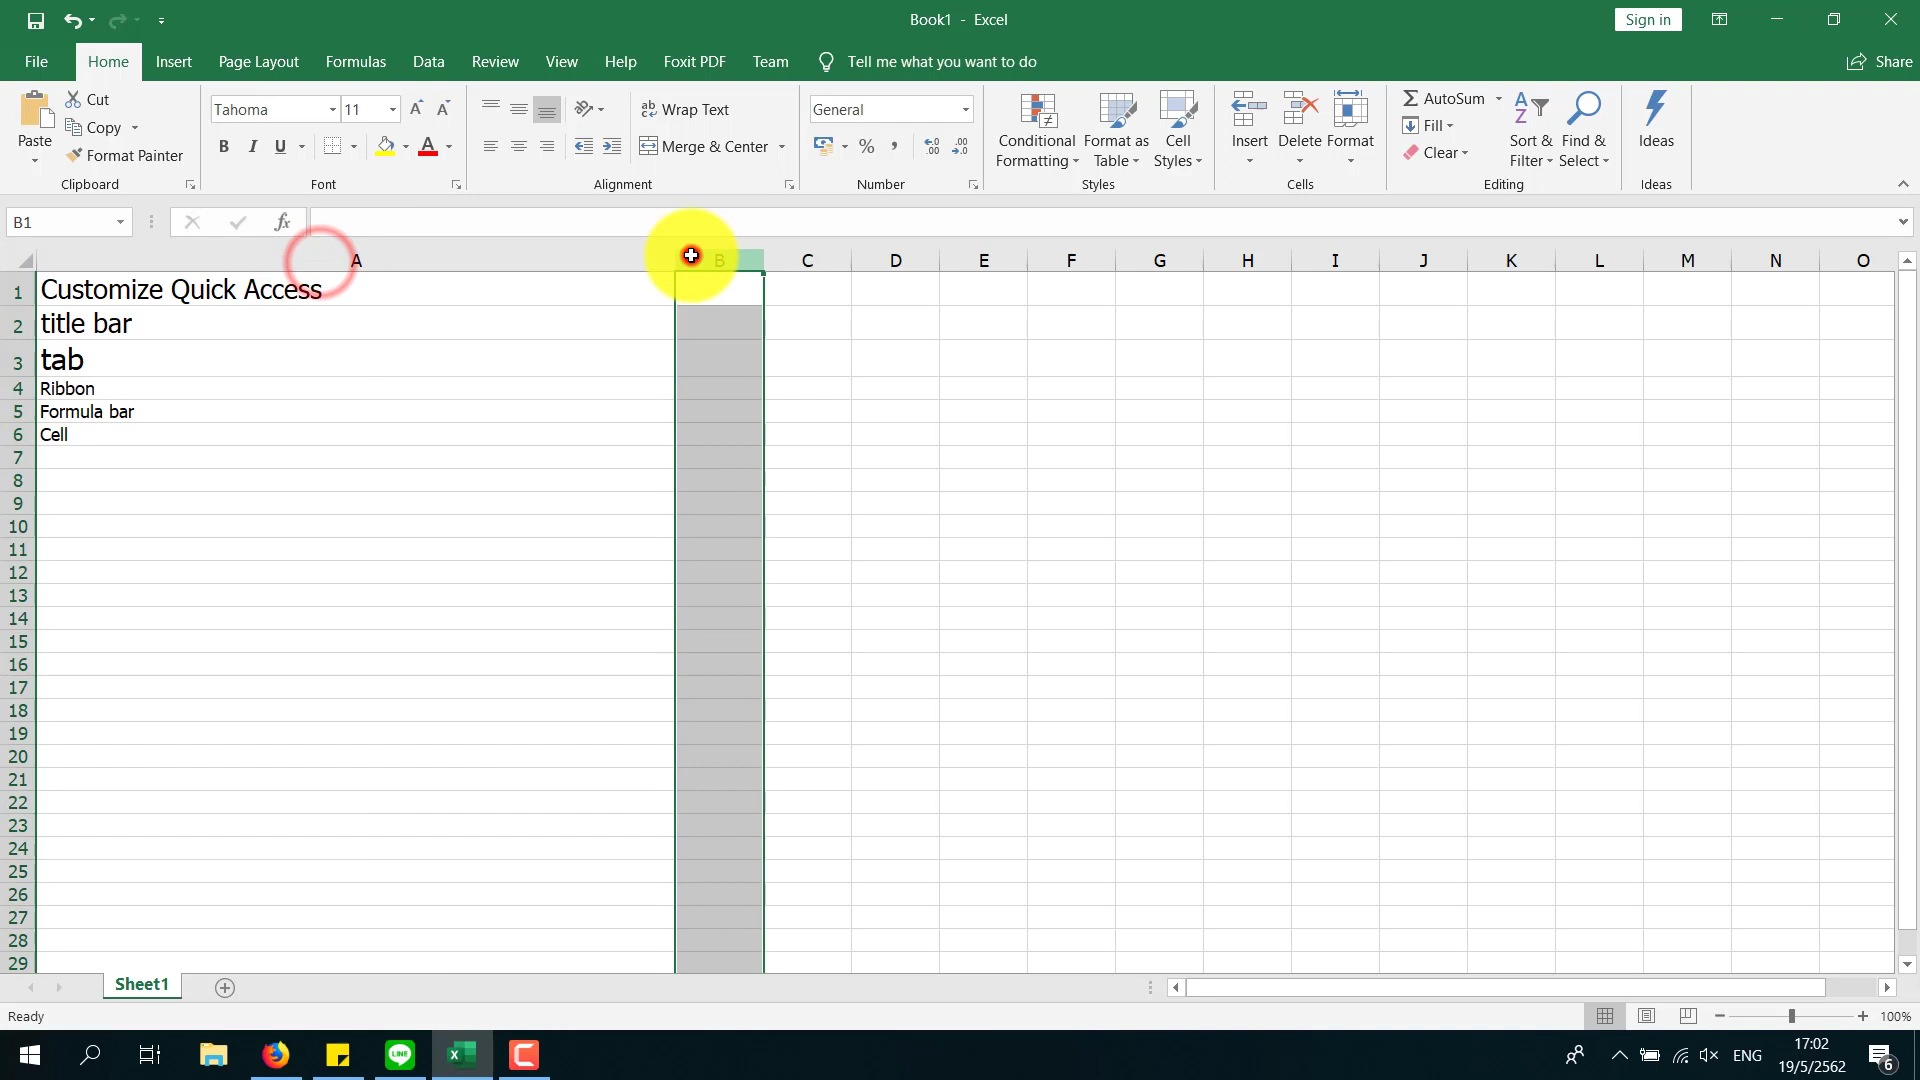 Book1 - Excel
Sign in
File Home Insert Page Layout Formulas Data Review View Help Foxit PDF Team Tell me what you want to do Share
Paste
Cut
Copy
Format Painter
Clipboard
Tahoma 11
B I U A
Font
Wrap Text
Merge & Center
Alignment
General
%
Number
Conditional Formatting
Format as Table
Cell Styles
Styles
Insert Delete Format
Cells
AutoSum
Fill
Clear
Sort & Filter
Find & Select
Editing
Ideas
Ideas
B1 fx
A B C D E F G H I J K L M N O
1 Customize Quick Access
2 title bar
3 tab
4 Ribbon
5 Formula bar
6 Cell
7
8
9
10
11
12
13
14
15
16
17
18
19
20
21
22
23
24
25
26
27
28
29
Sheet1
Ready 100%
ENG
17:02
19/5/2562
6